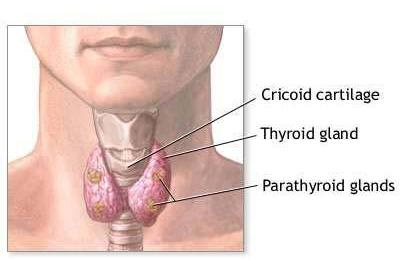 Cricoid cartilage
Thyroid gland
Parathyroid glands